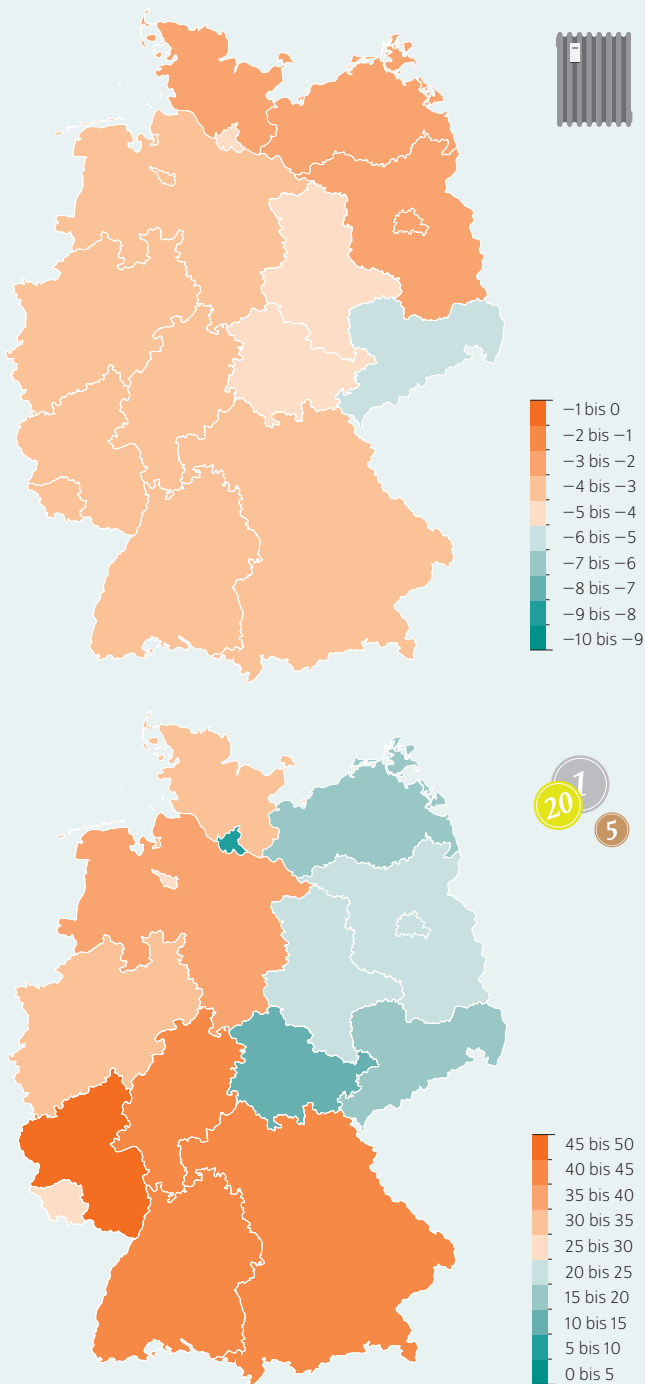 −1 bis 0
−2 bis −1
−3 bis −2
−4 bis −3
−5 bis −4
−6 bis −5
−7 bis −6
−8 bis −7
−9 bis −8
−10 bis −9
1
20
5
45 bis 50
40 bis 45
35 bis 40
30 bis 35
25 bis 30
20 bis 25
15 bis 20
10 bis 15
5 bis 10
0 bis 5